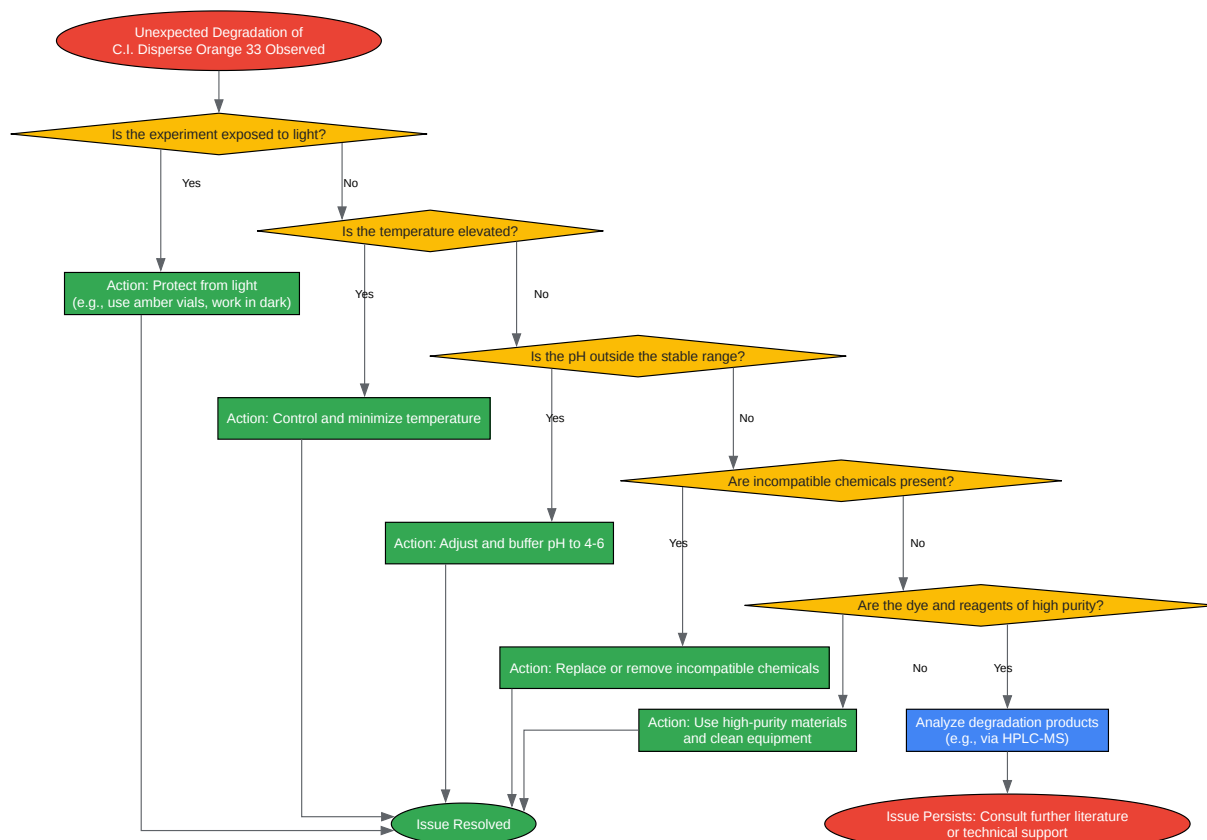 Unexpected Degradation of
C.I. Disperse Orange 33 Observed
Is the experiment exposed to light?
Yes
No
Is the temperature elevated?
Action: Protect from light
(e.g., use amber vials, work in dark)
Yes
No
Is the pH outside the stable range?
Action: Control and minimize temperature
Yes
No
Are incompatible chemicals present?
Action: Adjust and buffer pH to 4-6
Yes
No
Are the dye and reagents of high purity?
Action: Replace or remove incompatible chemicals
No
Yes
Action: Use high-purity materials
and clean equipment
Analyze degradation products
(e.g., via HPLC-MS)
Issue Resolved
Issue Persists: Consult further literature
or technical support